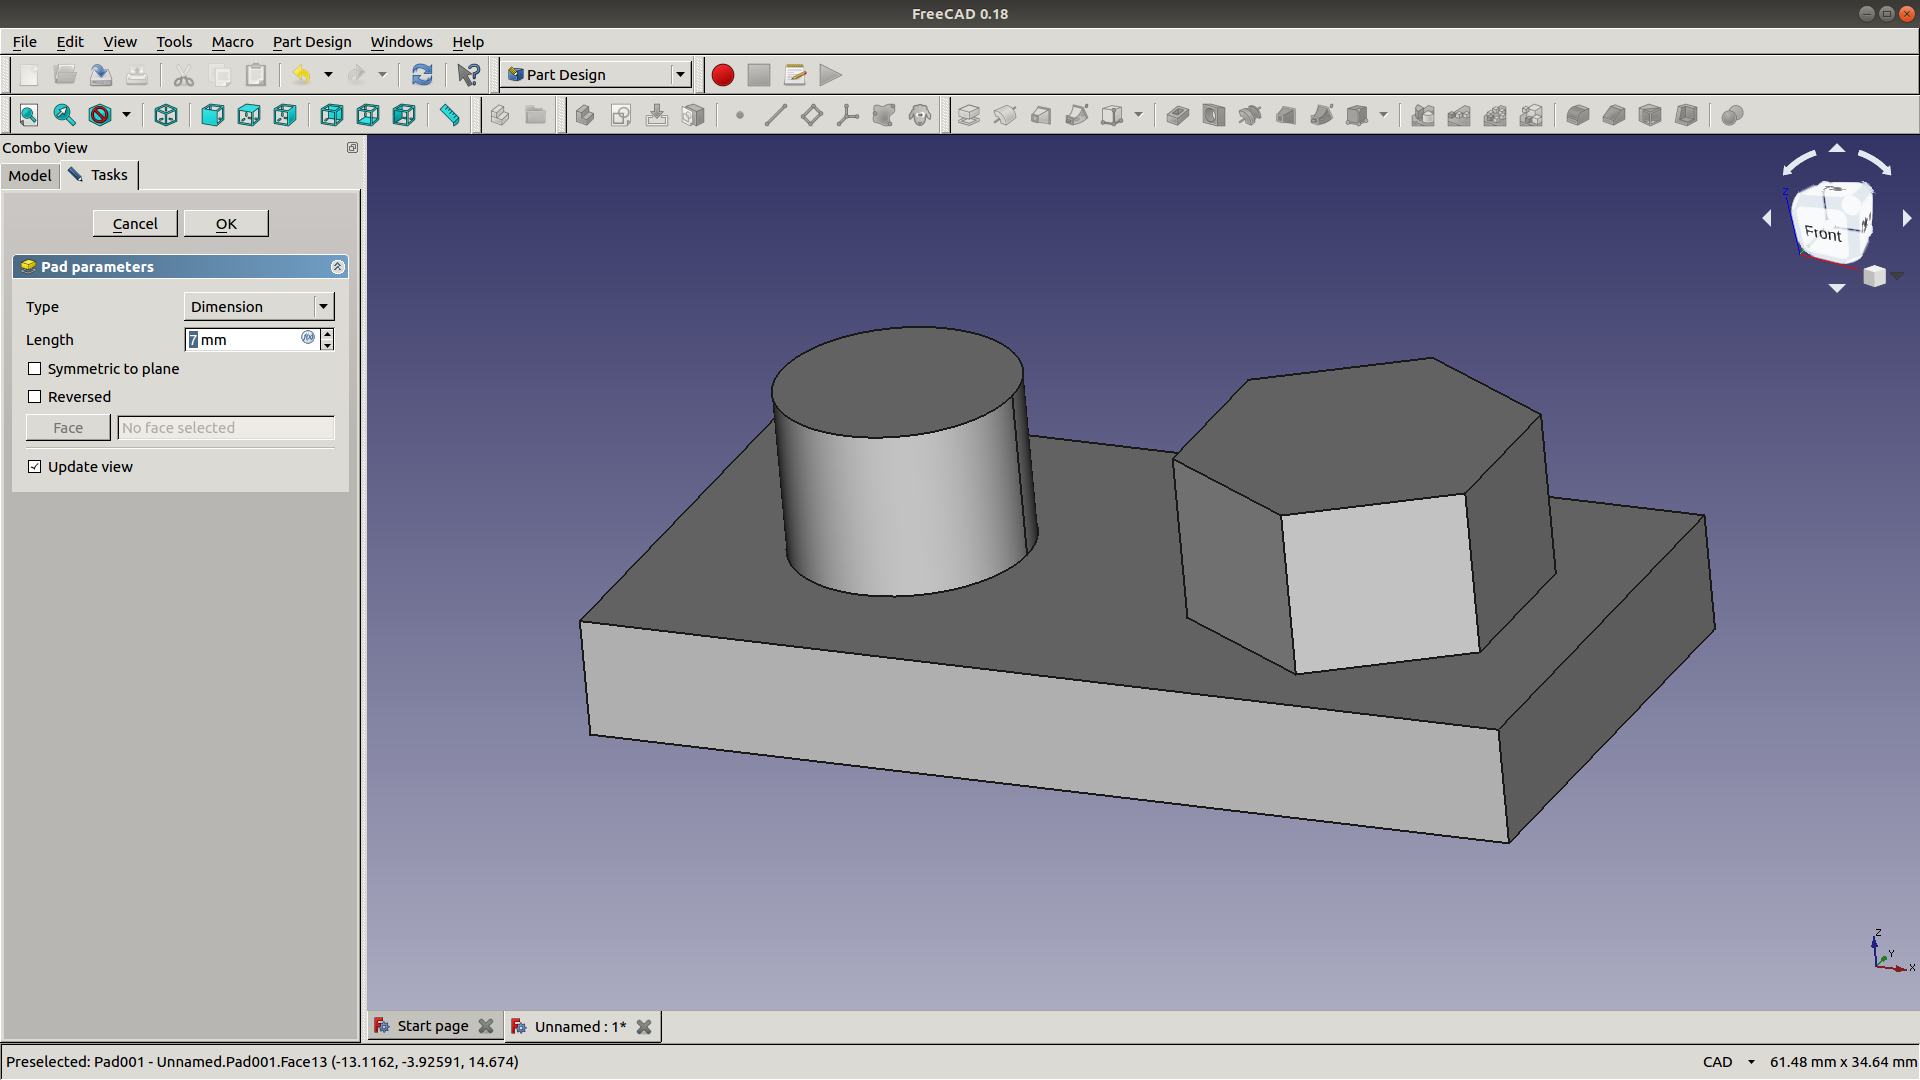 FreeCAD 0.18
File Edit View Tools Macro Part Design Windows Help
Part Design
Combo View
Model Tasks
Cancel OK
Pad parameters
Type Dimension
Length 7 mm
Symmetric to plane
Reversed
Face No face selected
Update view
Z
Front
Z
Y
X
Start page Unnamed : 1*
Preselected: Pad001 - Unnamed.Pad001.Face13 (-13.1162, -3.92591, 14.674) CAD 61.48 mm x 34.64 mm